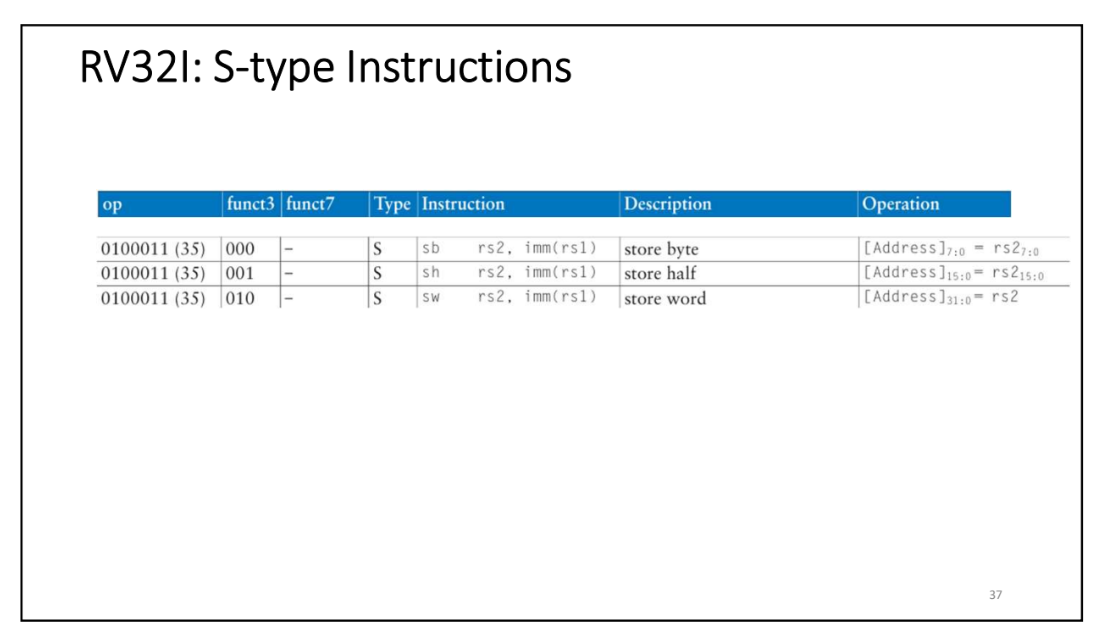 RV32I: S-type Instructions
op funct3 funct7 Type Instruction Description Operation
0100011 (35) 000 – S sb rs2, imm(rs1) store byte [Address]7:0 = rs27:0
0100011 (35) 001 – S sh rs2, imm(rs1) store half [Address]15:0 = rs215:0
0100011 (35) 010 – S sw rs2, imm(rs1) store word [Address]31:0 = rs2
37